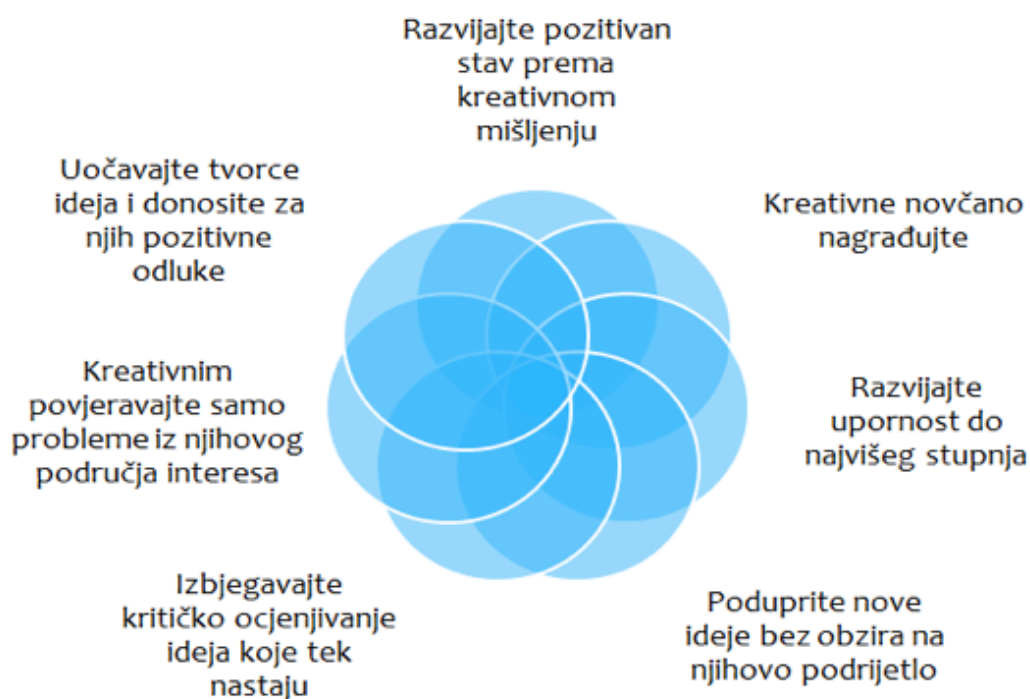 Razvijajte pozitivan
stav prema
kreativnom
mišljenju
Kreativne novčano
nagrađujte
Razvijajte
upornost do
najvišeg stupnja
Poduprite nove
ideje bez obzira na
njihovo podrijetlo
Izbjegavajte
kritičko ocjenjivanje
ideja koje tek
nastaju
Kreativnim
povjeravajte samo
probleme iz njihovog
područja interesa
Uočavajte tvorce
ideja i donosite za
njih pozitivne
odluke